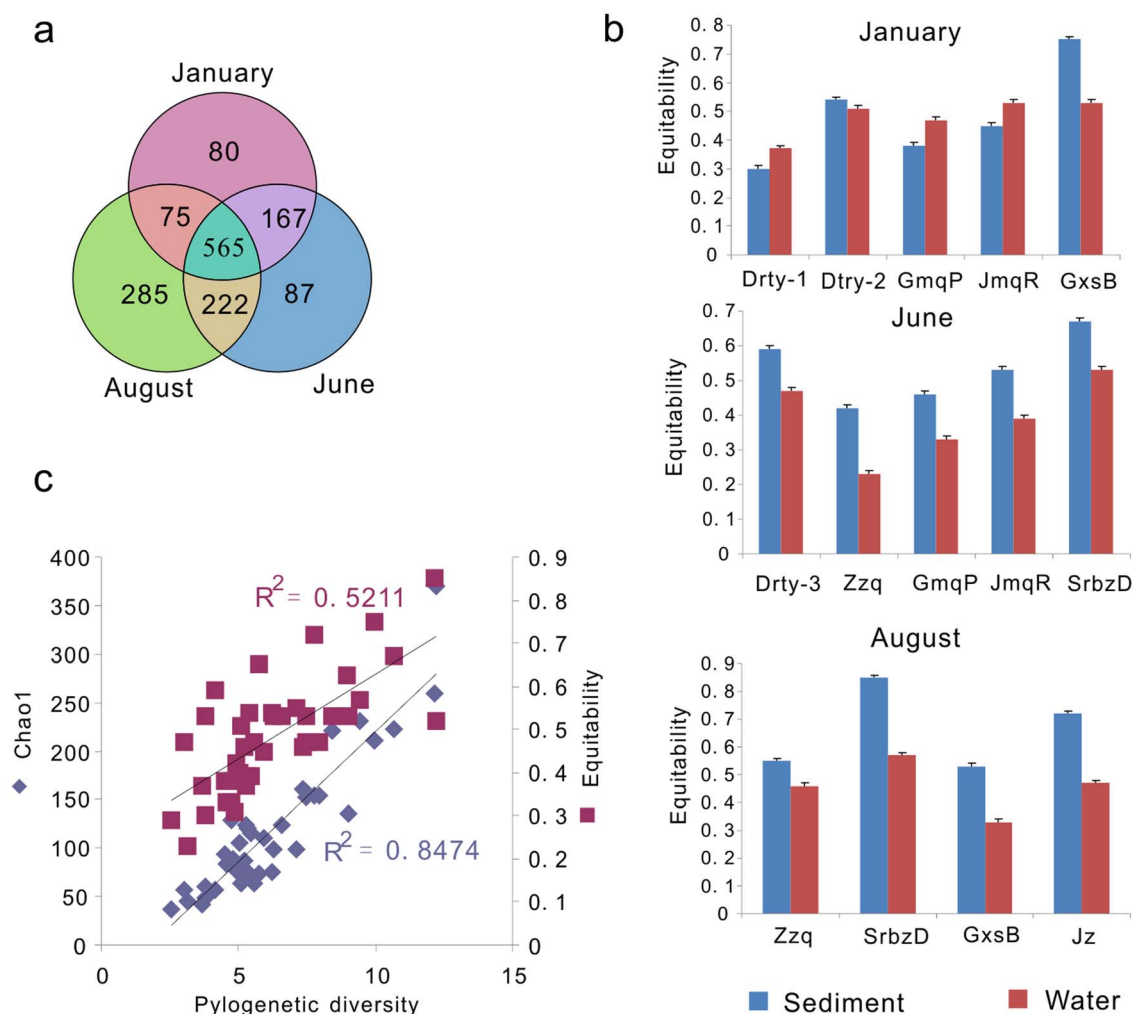 a
January
80
75
167
565
285
222
87
August
June
b
January
Equitability
0. 8
0. 7
0. 6
0. 5
0. 4
0. 3
0. 2
0. 1
0
Drty-1 Dtry-2 GmqP JmqR GxsB
June
Equitability
0. 7
0. 6
0. 5
0. 4
0. 3
0. 2
0. 1
0
Drty-3 Zzq GmqP JmqR SrbzD
August
Equitability
0. 9
0. 8
0. 7
0. 6
0. 5
0. 4
0. 3
0. 2
0. 1
0
Zzq SrbzD GxsB Jz
Sediment Water
c
Chao1
400
350
300
250
200
150
100
50
0
R2 = 0. 5211
R2 = 0. 8474
0. 9
0. 8
0. 7
0. 6
0. 5
0. 4
0. 3
0. 2
0. 1
0
Equitability
0 5 10 15
Pylogenetic diversity